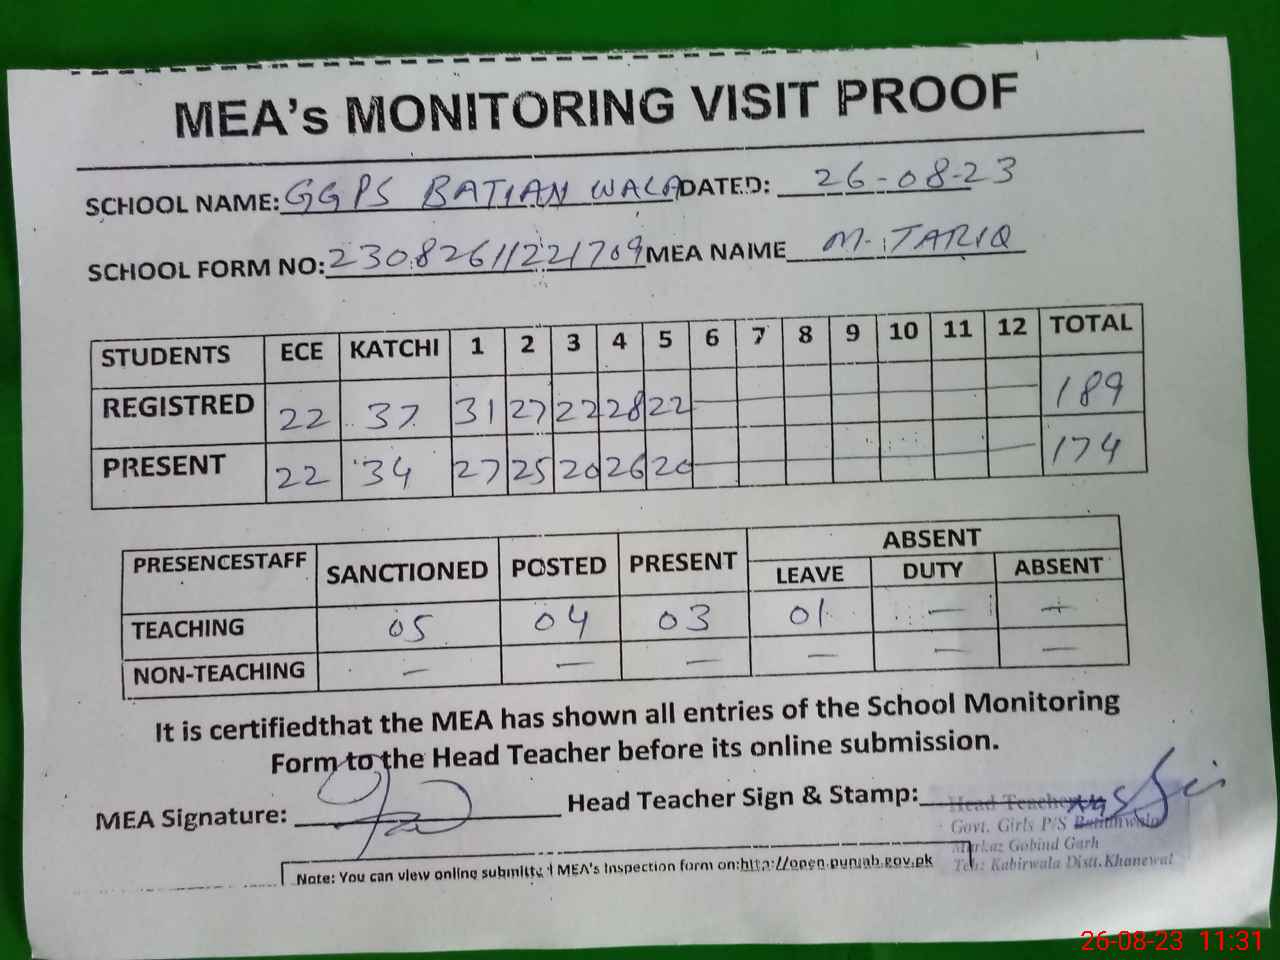 MEA's MONITORING VISIT PROOF
SCHOOL NAME: GGPS BATIAN WALA DATED: 26-08-23
SCHOOL FORM NO: 23082611221709 MEA NAME M. TARIQ
STUDENTS ECE KATCHI 1 2 3 4 5 6 7 8 9 10 11 12 TOTAL
REGISTRED 22 37 31 27 22 28 22 189
PRESENT 22 34 27 25 20 26 20 174
PRESENCESTAFF SANCTIONED POSTED PRESENT ABSENT
LEAVE DUTY ABSENT
TEACHING 05 04 03 01 — —
NON-TEACHING — — — — — —
It is certifiedthat the MEA has shown all entries of the School Monitoring
Form to the Head Teacher before its online submission.
MEA Signature: Head Teacher Sign & Stamp:
Head Teacher
Govt. Girls P/S Batianwala
Markaz Gobind Garh
Teh: Kabirwala Distt. Khanewal
Note: You can view online submitted MEA's Inspection form on:http://open.punjab.gov.pk
26-08-23 11:31